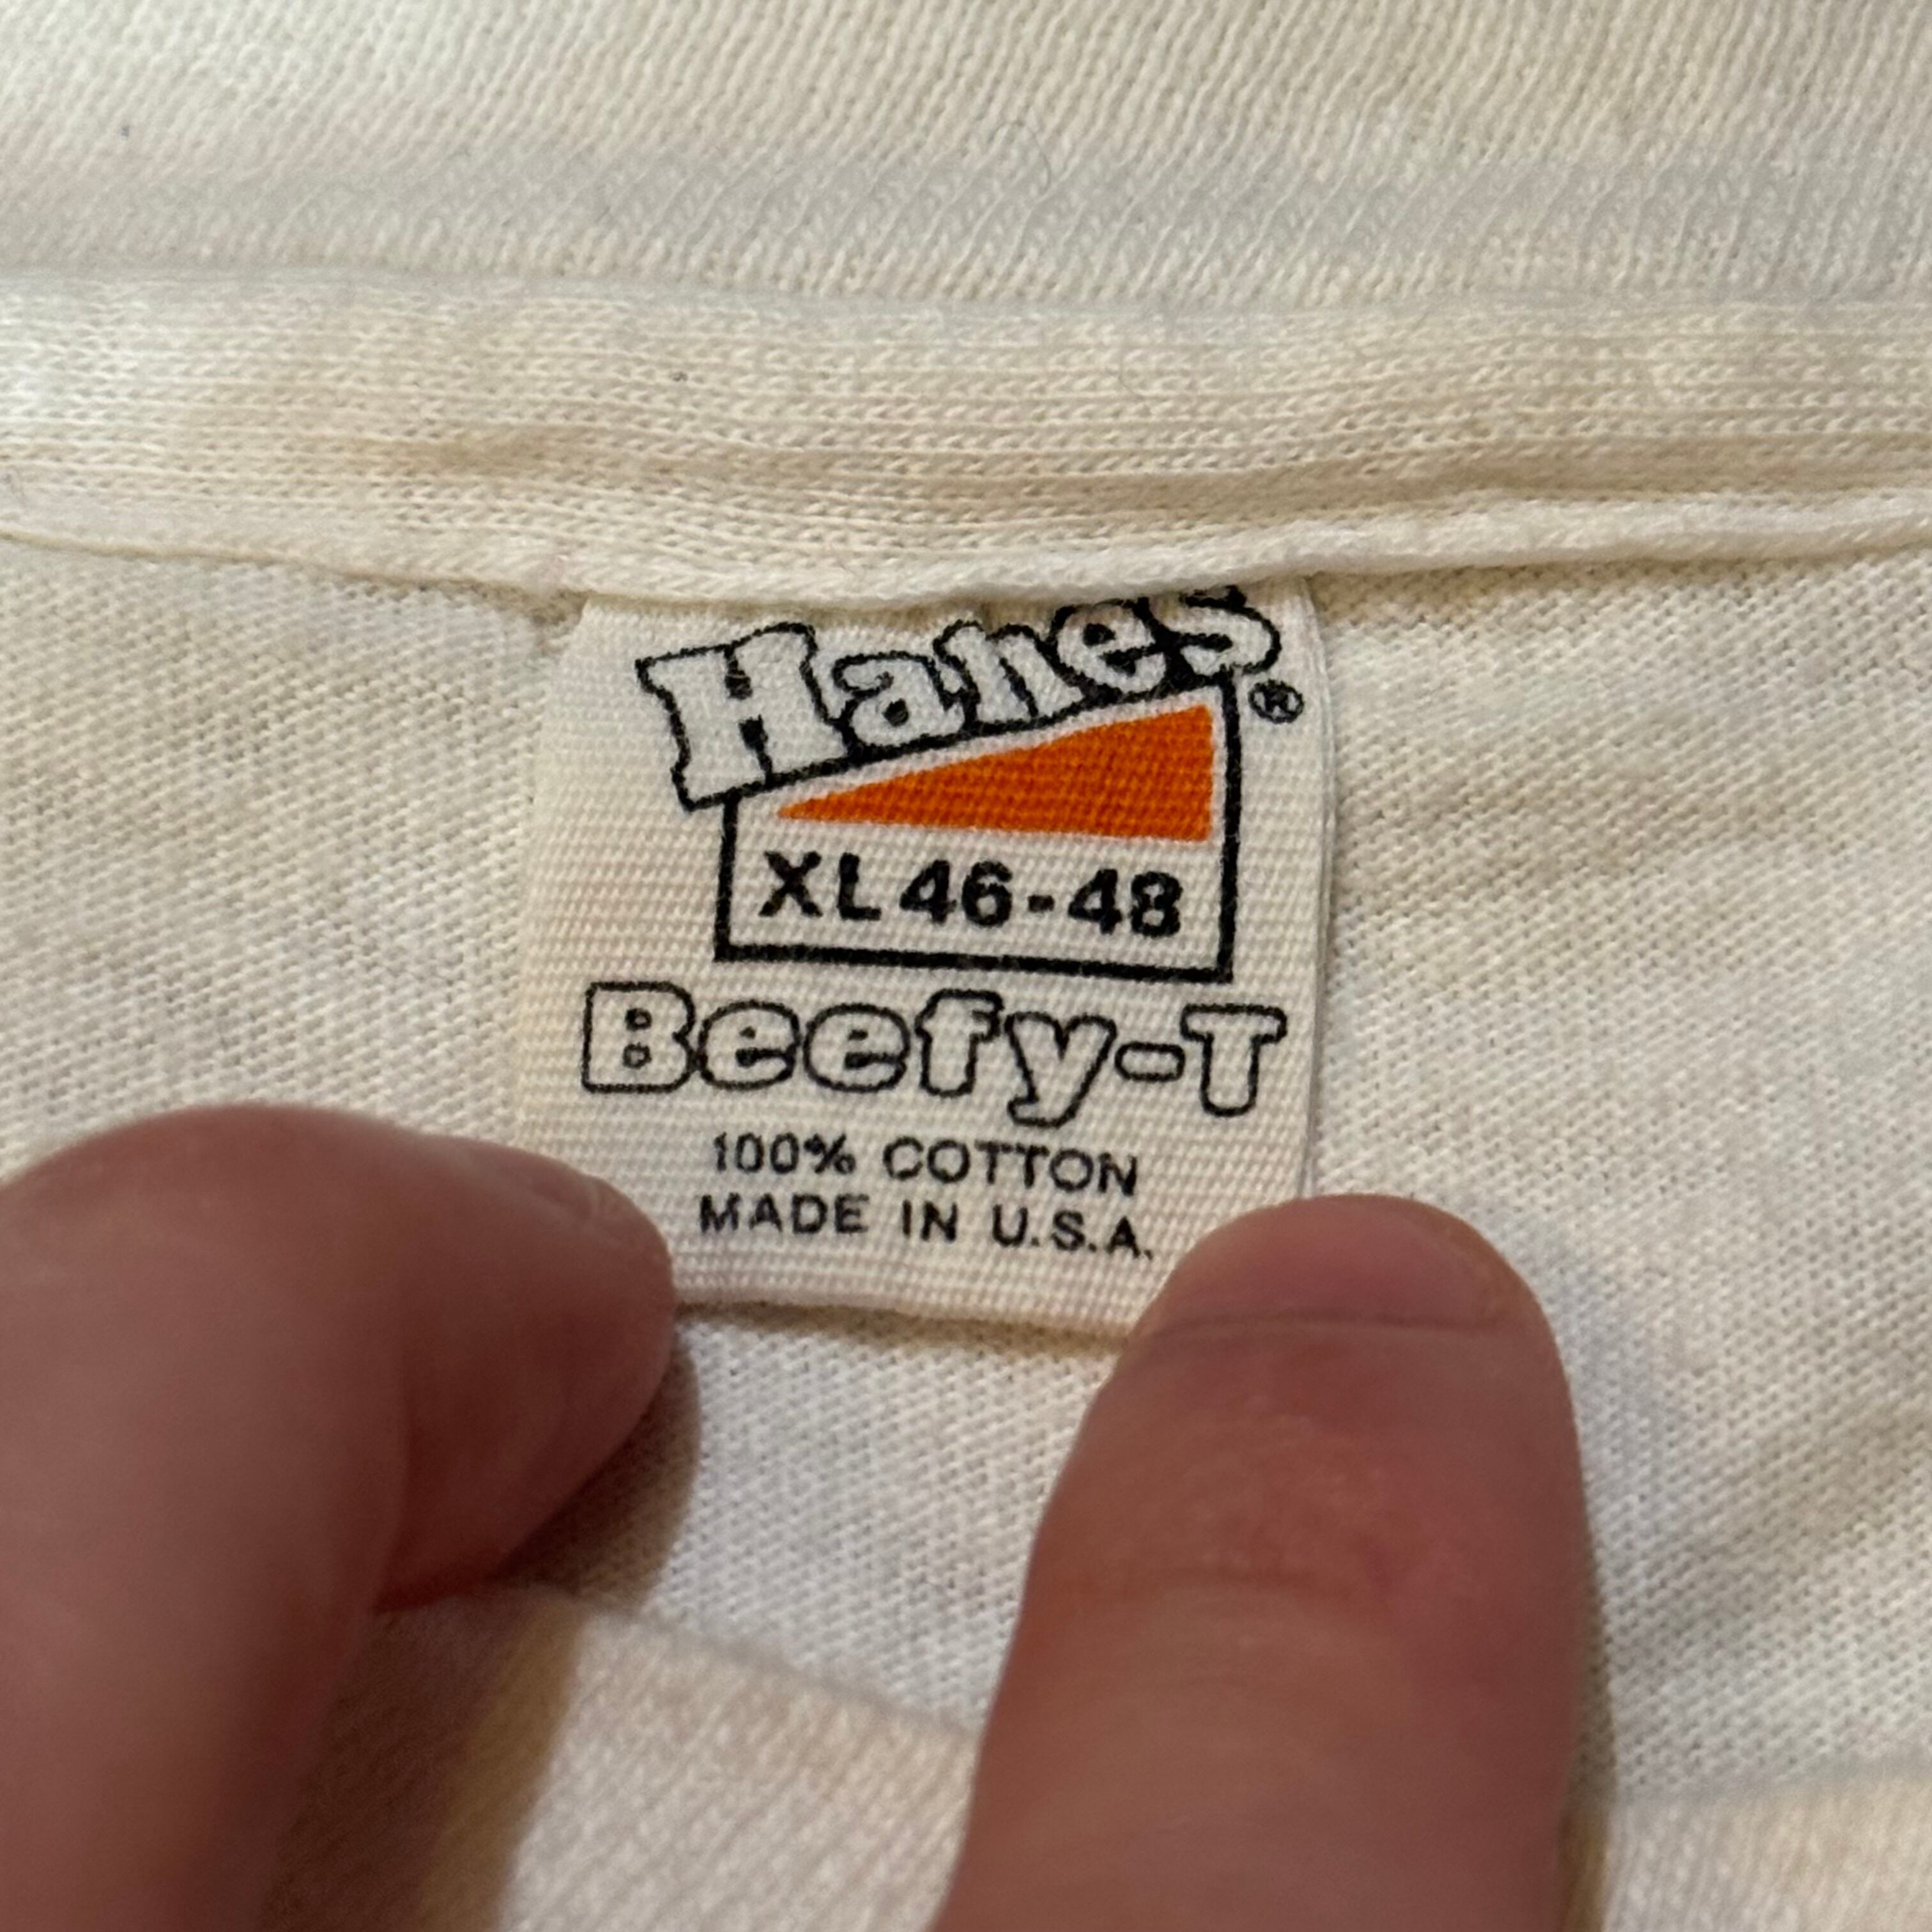 Hanes®
XL 46-48
Beefy-T
100% COTTON
MADE IN U.S.A.